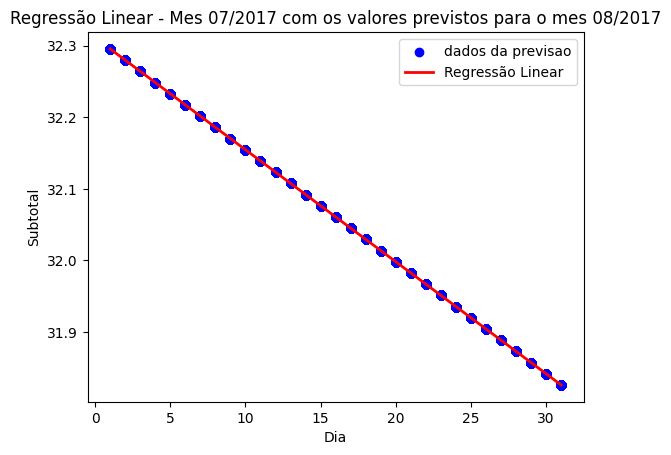 Regressão Linear - Mes 07/2017 com os valores previstos para o mes 08/2017
dados da previsao
Regressão Linear
Subtotal
32.3
32.2
32.1
32.0
31.9
0 5 10 15 20 25 30
Dia